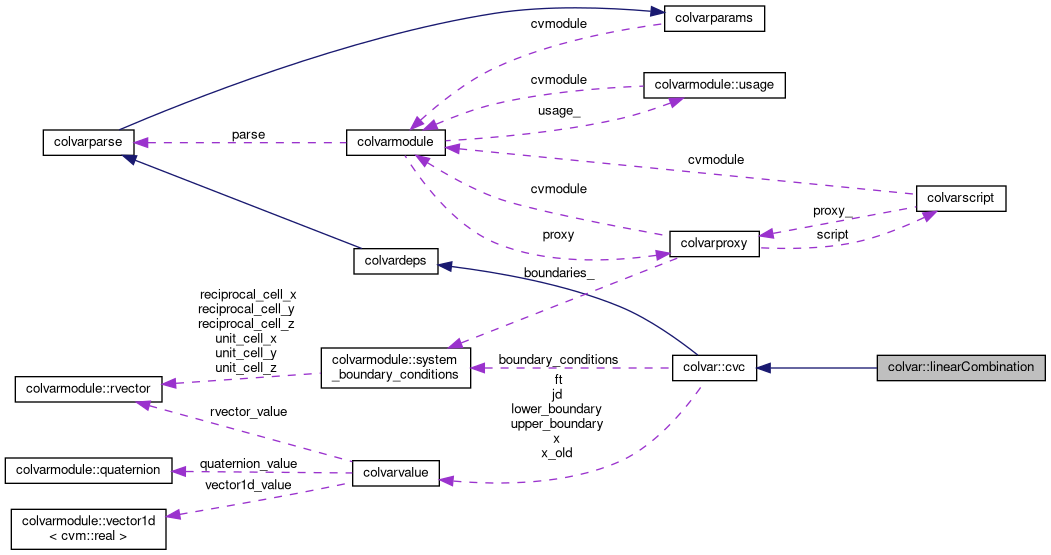 colvarparams
cvmodule
cvmodule
colvarmodule::usage
usage_
colvarparse
parse
colvarmodule
cvmodule
cvmodule
colvarscript
proxy_
script
proxy
colvarproxy
colvardeps
boundaries_
reciprocal_cell_x
reciprocal_cell_y
reciprocal_cell_z
unit_cell_x
unit_cell_y
unit_cell_z
colvarmodule::system
_boundary_conditions
boundary_conditions
colvar::cvc
colvar::linearCombination
ft
jd
lower_boundary
upper_boundary
x
x_old
colvarmodule::rvector
rvector_value
colvarmodule::quaternion
quaternion_value
colvarvalue
vector1d_value
colvarmodule::vector1d
< cvm::real >